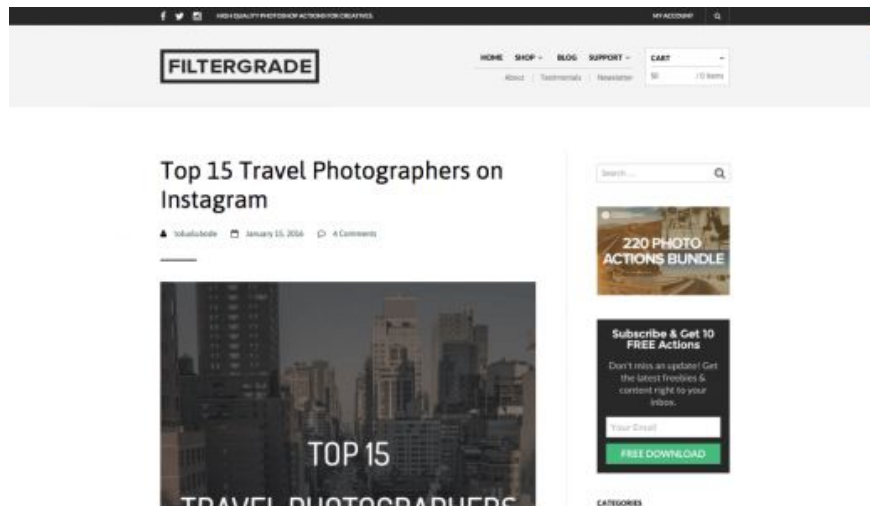 HIGH QUALITY PHOTOSHOP ACTIONS FOR CREATIVES.
MY ACCOUNT
FILTERGRADE
HOME SHOP BLOG SUPPORT
About | Testimonials | Newsletter
CART
$0 / 0 items
Top 15 Travel Photographers on
Instagram
January 15, 2016 4 Comments
Search ...
220 PHOTO
ACTIONS BUNDLE
Subscribe & Get 10
FREE Actions
Don't miss an update! Get
the latest freebies &
content right to your
inbox.
Your Email
FREE DOWNLOAD
TOP 15
TRAVEL PHOTOGRAPHERS
CATEGORIES